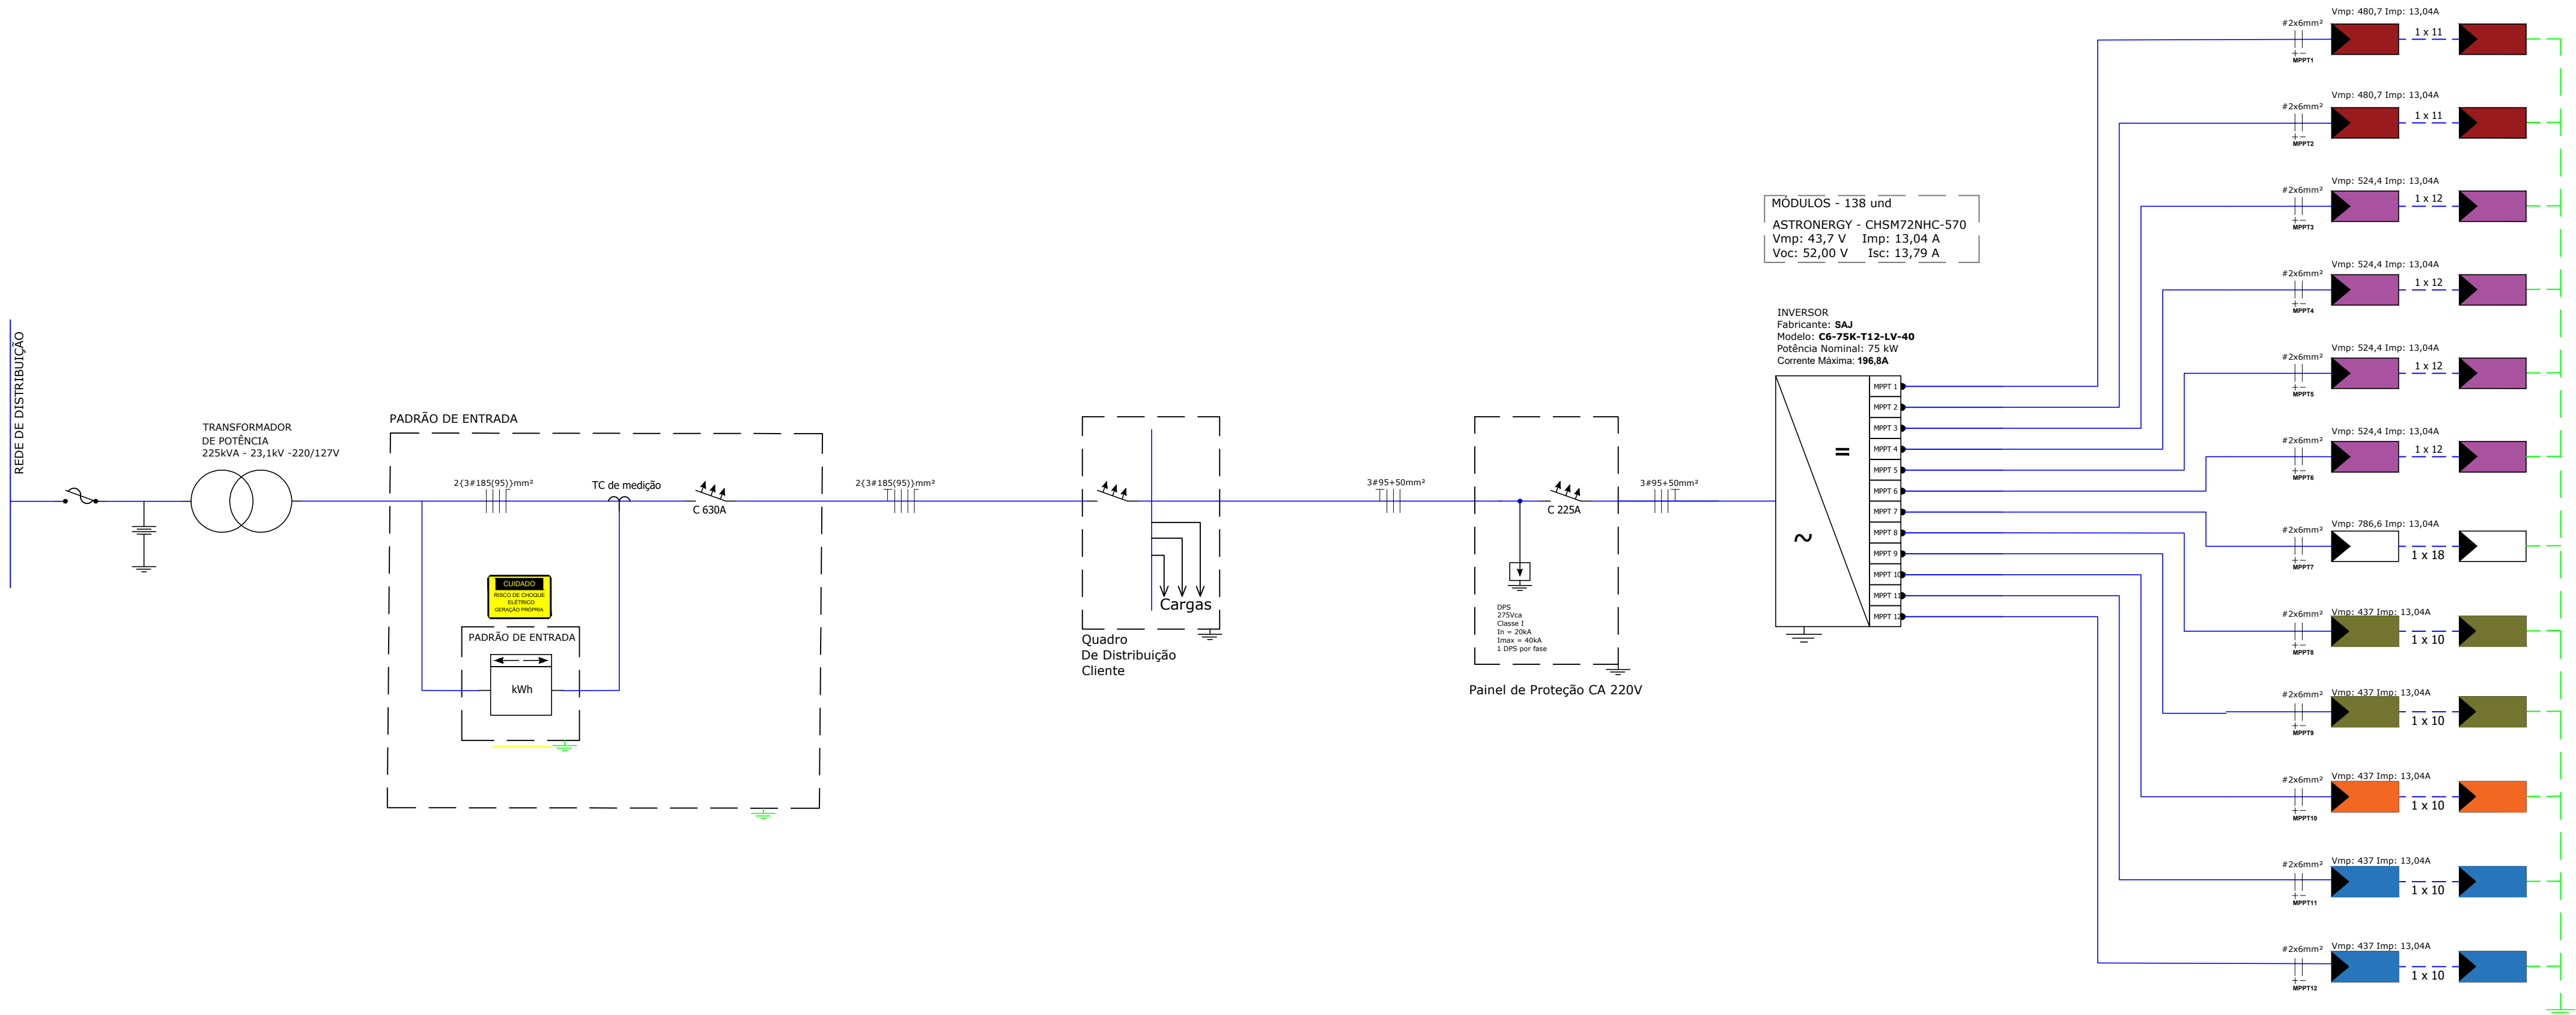 REDE DE DISTRIBUIÇÃO
TRANSFORMADOR
DE POTÊNCIA
225kVA - 23,1kV -220/127V
PADRÃO DE ENTRADA
2{3#185(95)}mm²
TC de medição
C 630A
CUIDADO
RISCO DE CHOQUE
ELÉTRICO
GERAÇÃO PRÓPRIA
PADRÃO DE ENTRADA
kWh
2{3#185(95)}mm²
Cargas
Quadro
De Distribuição
Cliente
3#95+50mm²
C 225A
DPS
275Vca
Classe I
In = 20kA
Imax = 40kA
1 DPS por fase
Painel de Proteção CA 220V
3#95+50mm²
MÓDULOS - 138 und
ASTRONERGY - CHSM72NHC-570
Vmp: 43,7 V Imp: 13,04 A
Voc: 52,00 V Isc: 13,79 A
INVERSOR
Fabricante: SAJ
Modelo: C6-75K-T12-LV-40
Potência Nominal: 75 kW
Corrente Máxima: 196,8A
=
~
MPPT 1
MPPT 2
MPPT 3
MPPT 4
MPPT 5
MPPT 6
MPPT 7
MPPT 8
MPPT 9
MPPT 10
MPPT 11
MPPT 12
Vmp: 480,7 Imp: 13,04A
#2x6mm²
1 x 11
+ -
MPPT1
Vmp: 480,7 Imp: 13,04A
#2x6mm²
1 x 11
+ -
MPPT2
Vmp: 524,4 Imp: 13,04A
#2x6mm²
1 x 12
+ -
MPPT3
Vmp: 524,4 Imp: 13,04A
#2x6mm²
1 x 12
+ -
MPPT4
Vmp: 524,4 Imp: 13,04A
#2x6mm²
1 x 12
+ -
MPPT5
Vmp: 524,4 Imp: 13,04A
#2x6mm²
1 x 12
+ -
MPPT6
Vmp: 786,6 Imp: 13,04A
#2x6mm²
1 x 18
+ -
MPPT7
Vmp: 437 Imp: 13,04A
#2x6mm²
1 x 10
+ -
MPPT8
Vmp: 437 Imp: 13,04A
#2x6mm²
1 x 10
+ -
MPPT9
Vmp: 437 Imp: 13,04A
#2x6mm²
1 x 10
+ -
MPPT10
Vmp: 437 Imp: 13,04A
#2x6mm²
1 x 10
+ -
MPPT11
Vmp: 437 Imp: 13,04A
#2x6mm²
1 x 10
+ -
MPPT12